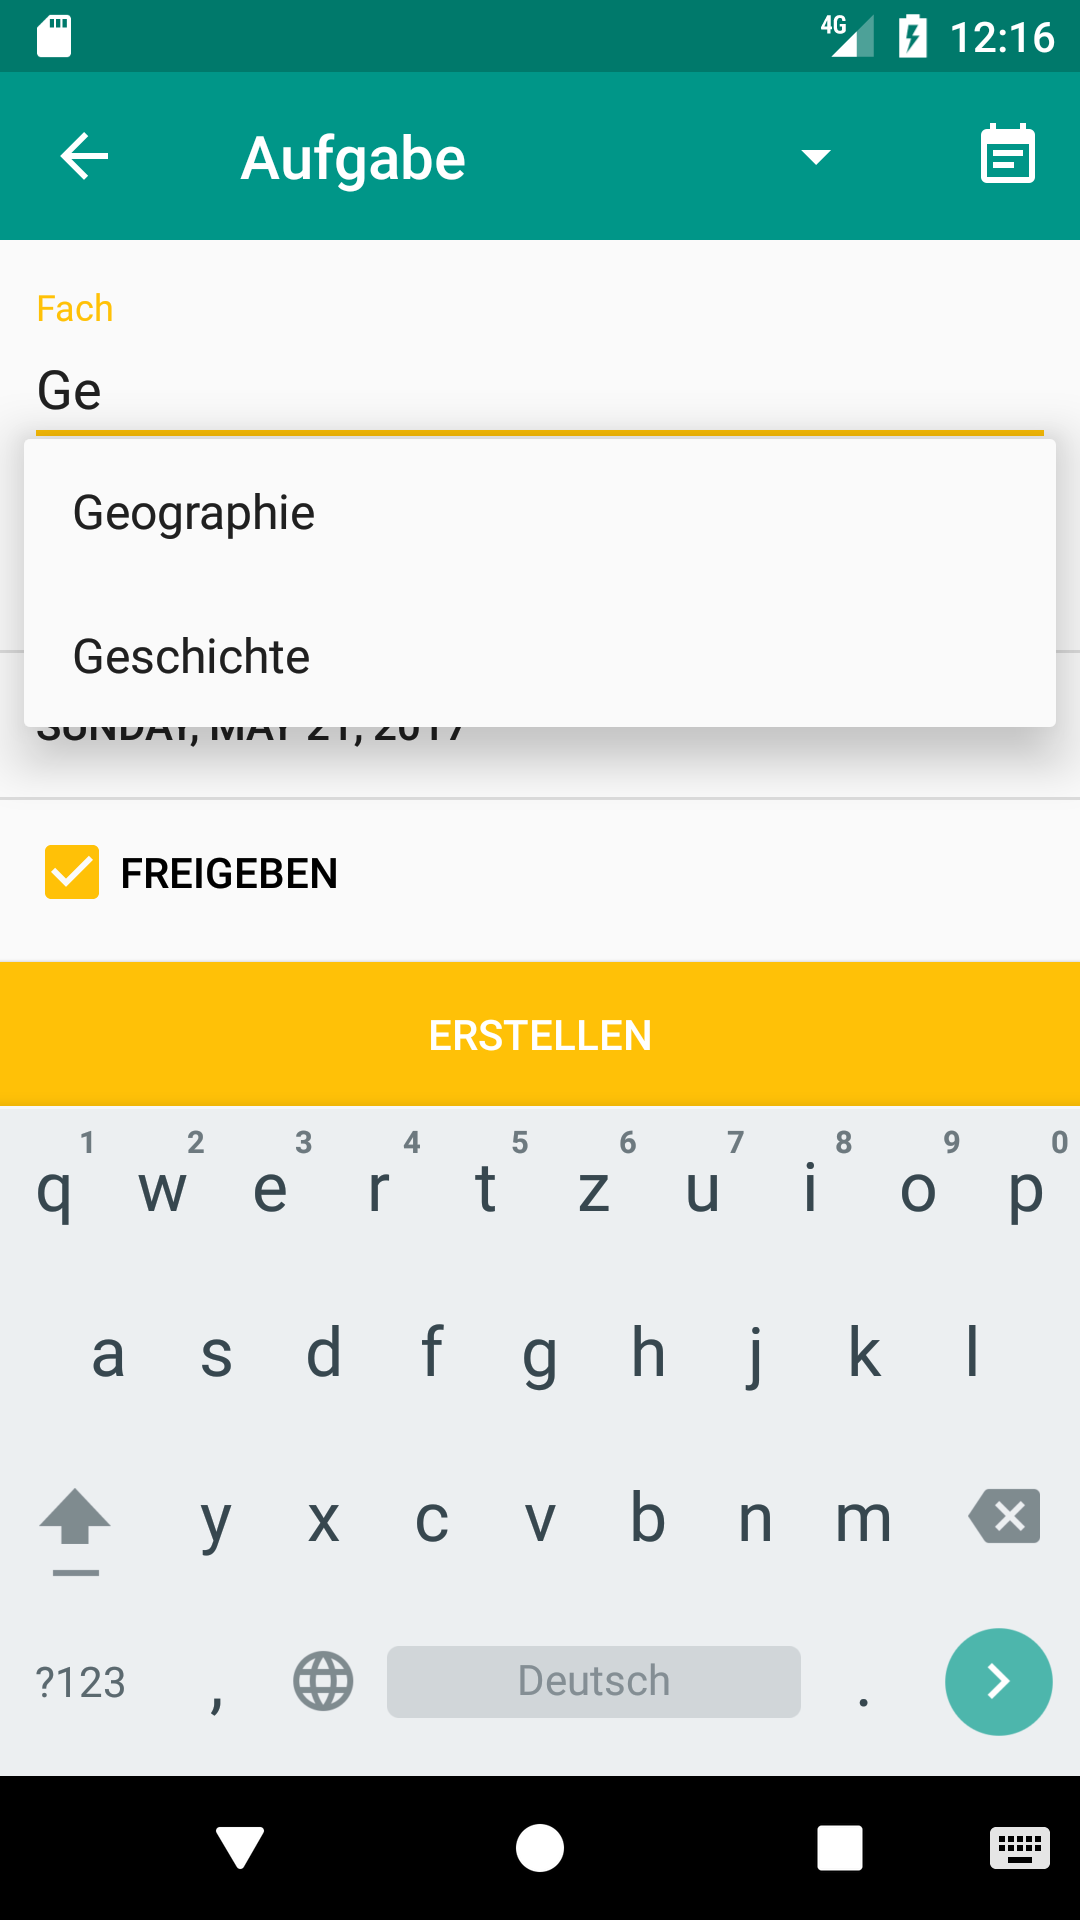 4G 12:16
Aufgabe
Fach
Ge
Geographie
Geschichte
SUNDAY, MAY 21, 2017
FREIGEBEN
ERSTELLEN
1 2 3 4 5 6 7 8 9 0
q w e r t z u i o p
a s d f g h j k l
y x c v b n m
?123 , Deutsch .